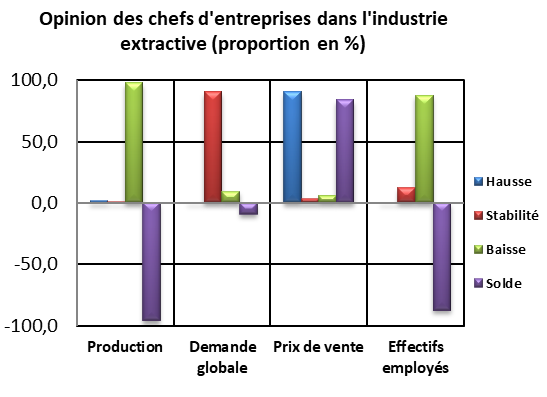 Opinion des chefs d'entreprises dans l'industrie
extractive (proportion en %)
100,0
50,0
0,0
-50,0
-100,0
Production
Demande
globale
Prix de vente
Effectifs
employés
Hausse
Stabilité
Baisse
Solde